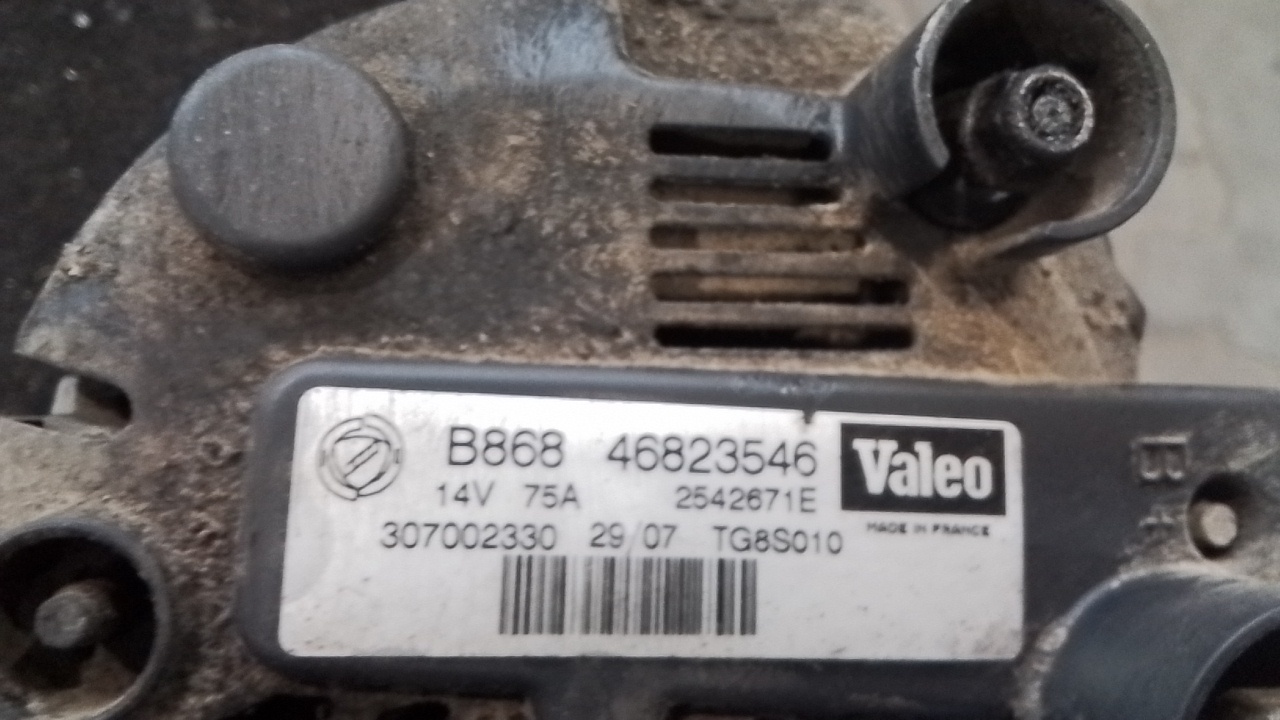 B868 46823546
14V 75A 2542671E
307002330 29/07 TG8S010
Valeo
MADE IN FRANCE
B
+